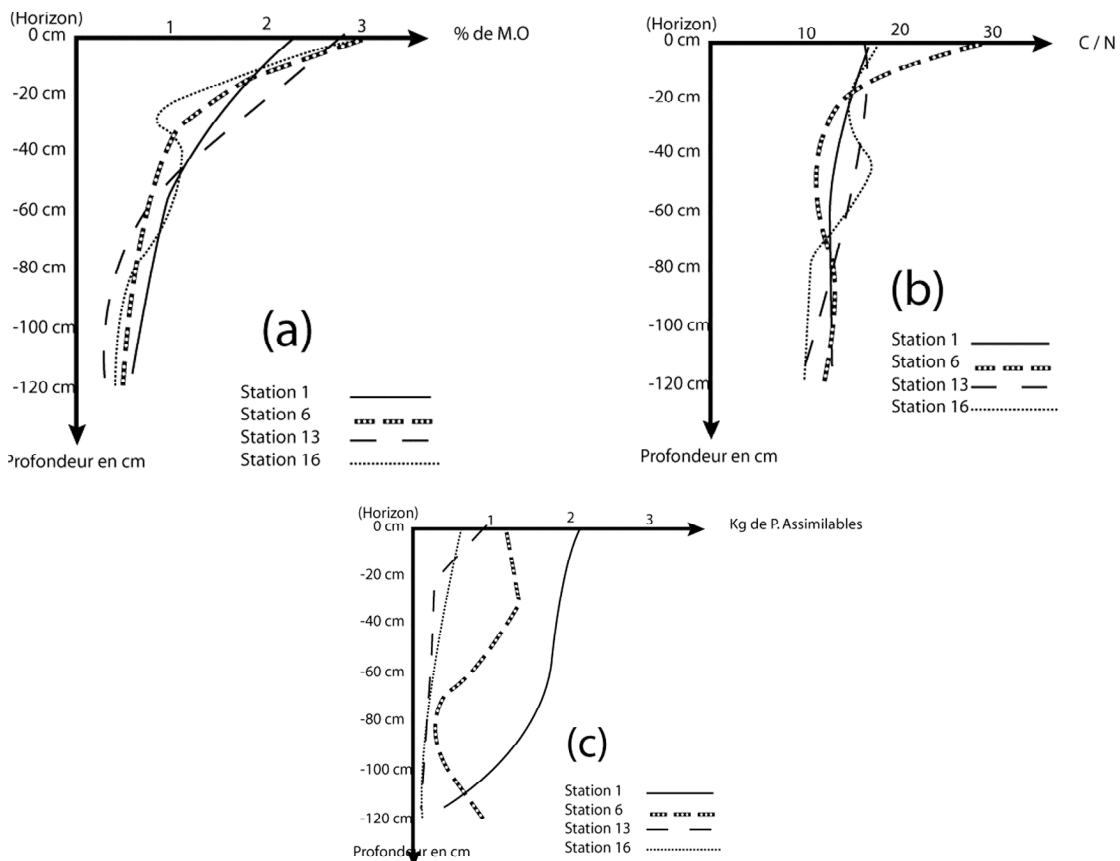 (Horizon)
1 2 3
0 cm
% de M.O
-20 cm
-40 cm
-60 cm
-80 cm
-100 cm
-120 cm
(a)
Station 1
Station 6
Station 13
Station 16
Profondeur en cm
(Horizon)
10 20 30
0 cm
C / N
-20 cm
-40 cm
-60 cm
-80 cm
-100 cm
-120 cm
(b)
Station 1
Station 6
Station 13
Station 16
Profondeur en cm
(Horizon)
1 2 3
0 cm
Kg de P. Assimilables
-20 cm
-40 cm
-60 cm
-80 cm
-100 cm
-120 cm
(c)
Station 1
Station 6
Station 13
Station 16
Profondeur en cm